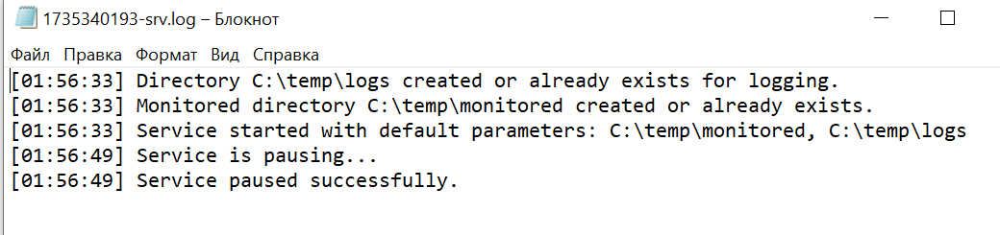 1735340193-srv.log – Блокнот
Файл Правка Формат Вид Справка
[01:56:33] Directory C:\temp\logs created or already exists for logging.
[01:56:33] Monitored directory C:\temp\monitored created or already exists.
[01:56:33] Service started with default parameters: C:\temp\monitored, C:\temp\logs
[01:56:49] Service is pausing...
[01:56:49] Service paused successfully.